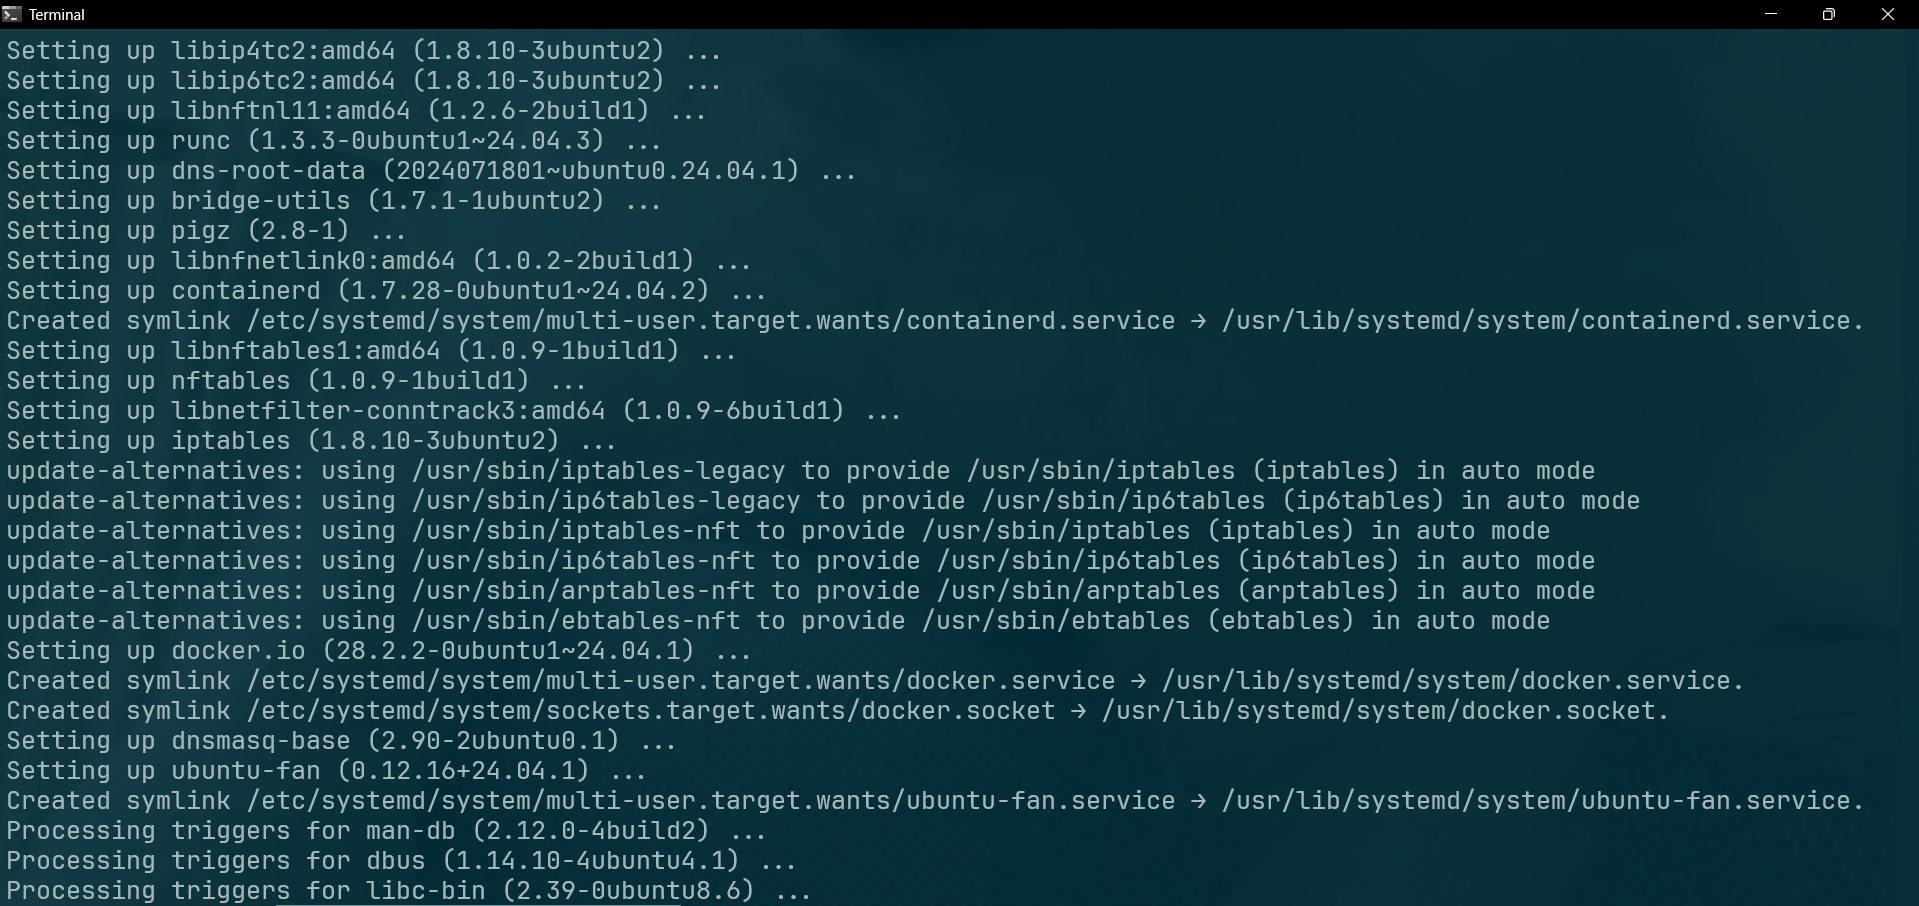 Terminal
Setting up libip4tc2:amd64 (1.8.10-3ubuntu2) ...
Setting up libip6tc2:amd64 (1.8.10-3ubuntu2) ...
Setting up libnftnl11:amd64 (1.2.6-2build1) ...
Setting up runc (1.3.3-0ubuntu1~24.04.3) ...
Setting up dns-root-data (2024071801~ubuntu0.24.04.1) ...
Setting up bridge-utils (1.7.1-1ubuntu2) ...
Setting up pigz (2.8-1) ...
Setting up libnfnetlink0:amd64 (1.0.2-2build1) ...
Setting up containerd (1.7.28-0ubuntu1~24.04.2) ...
Created symlink /etc/systemd/system/multi-user.target.wants/containerd.service → /usr/lib/systemd/system/containerd.service.
Setting up libnftables1:amd64 (1.0.9-1build1) ...
Setting up nftables (1.0.9-1build1) ...
Setting up libnetfilter-conntrack3:amd64 (1.0.9-6build1) ...
Setting up iptables (1.8.10-3ubuntu2) ...
update-alternatives: using /usr/sbin/iptables-legacy to provide /usr/sbin/iptables (iptables) in auto mode
update-alternatives: using /usr/sbin/ip6tables-legacy to provide /usr/sbin/ip6tables (ip6tables) in auto mode
update-alternatives: using /usr/sbin/iptables-nft to provide /usr/sbin/iptables (iptables) in auto mode
update-alternatives: using /usr/sbin/ip6tables-nft to provide /usr/sbin/ip6tables (ip6tables) in auto mode
update-alternatives: using /usr/sbin/arptables-nft to provide /usr/sbin/arptables (arptables) in auto mode
update-alternatives: using /usr/sbin/ebtables-nft to provide /usr/sbin/ebtables (ebtables) in auto mode
Setting up docker.io (28.2.2-0ubuntu1~24.04.1) ...
Created symlink /etc/systemd/system/multi-user.target.wants/docker.service → /usr/lib/systemd/system/docker.service.
Created symlink /etc/systemd/system/sockets.target.wants/docker.socket → /usr/lib/systemd/system/docker.socket.
Setting up dnsmasq-base (2.90-2ubuntu0.1) ...
Setting up ubuntu-fan (0.12.16+24.04.1) ...
Created symlink /etc/systemd/system/multi-user.target.wants/ubuntu-fan.service → /usr/lib/systemd/system/ubuntu-fan.service.
Processing triggers for man-db (2.12.0-4build2) ...
Processing triggers for dbus (1.14.10-4ubuntu4.1) ...
Processing triggers for libc-bin (2.39-0ubuntu8.6) ...